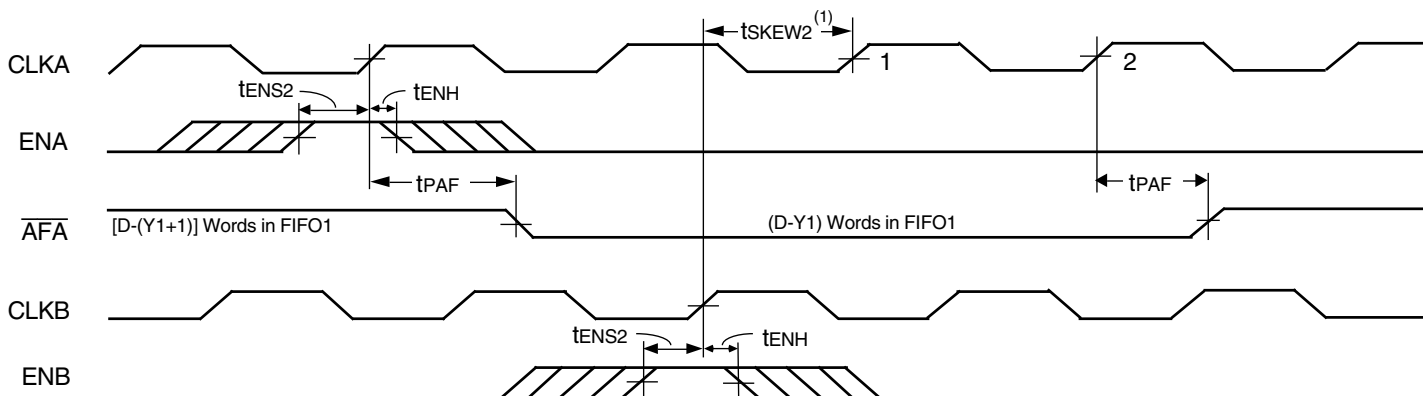 tSKEW2(1)
CLKA 1 2
tENS2 tENH
ENA
tPAF tPAF
AFA [D-(Y1+1)] Words in FIFO1 (D-Y1) Words in FIFO1
CLKB
tENS2 tENH
ENB